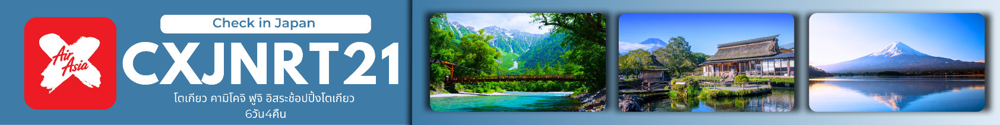 Air
Asia
Check in Japan
CXJNRT21
โตเกียว คามิโคจิ ฟูจิ อิสระช้อปปิ้งโตเกียว
6วัน4คืน